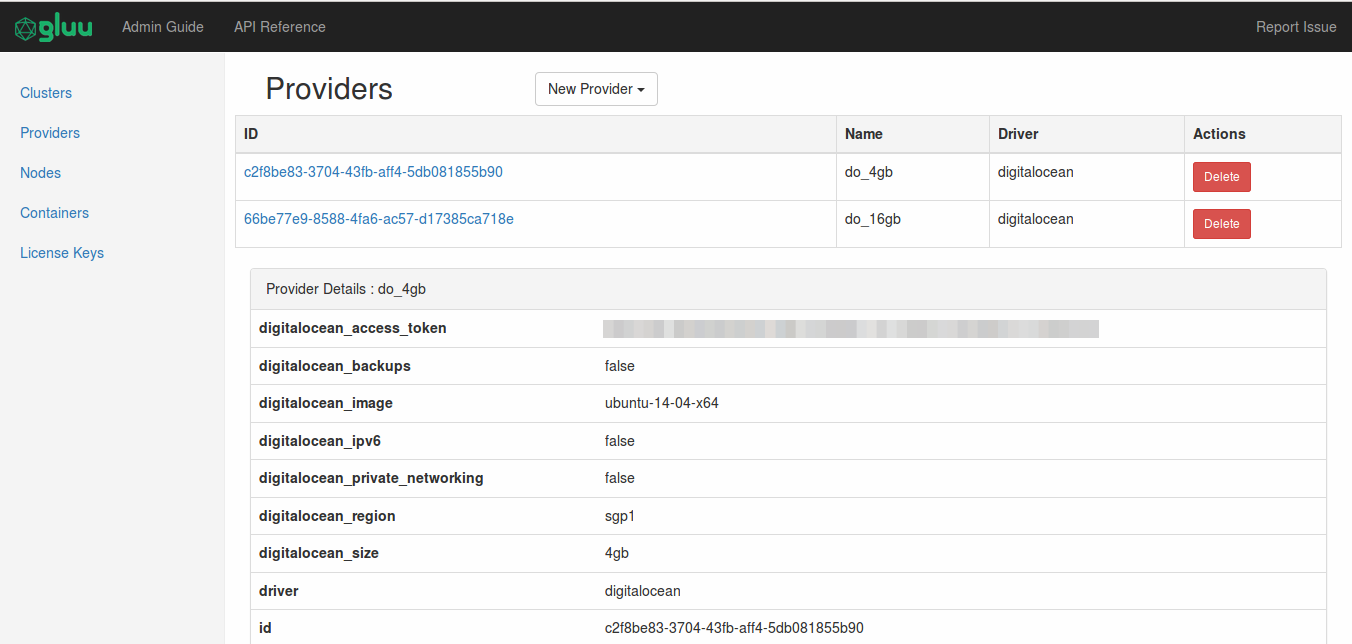 gluu Admin Guide API Reference Report Issue
Clusters
Providers
Nodes
Containers
License Keys
Providers New Provider
ID Name Driver Actions
c2f8be83-3704-43fb-aff4-5db081855b90 do_4gb digitalocean Delete
66be77e9-8588-4fa6-ac57-d17385ca718e do_16gb digitalocean Delete
Provider Details : do_4gb
digitalocean_access_token
digitalocean_backups false
digitalocean_image ubuntu-14-04-x64
digitalocean_ipv6 false
digitalocean_private_networking false
digitalocean_region sgp1
digitalocean_size 4gb
driver digitalocean
id c2f8be83-3704-43fb-aff4-5db081855b90